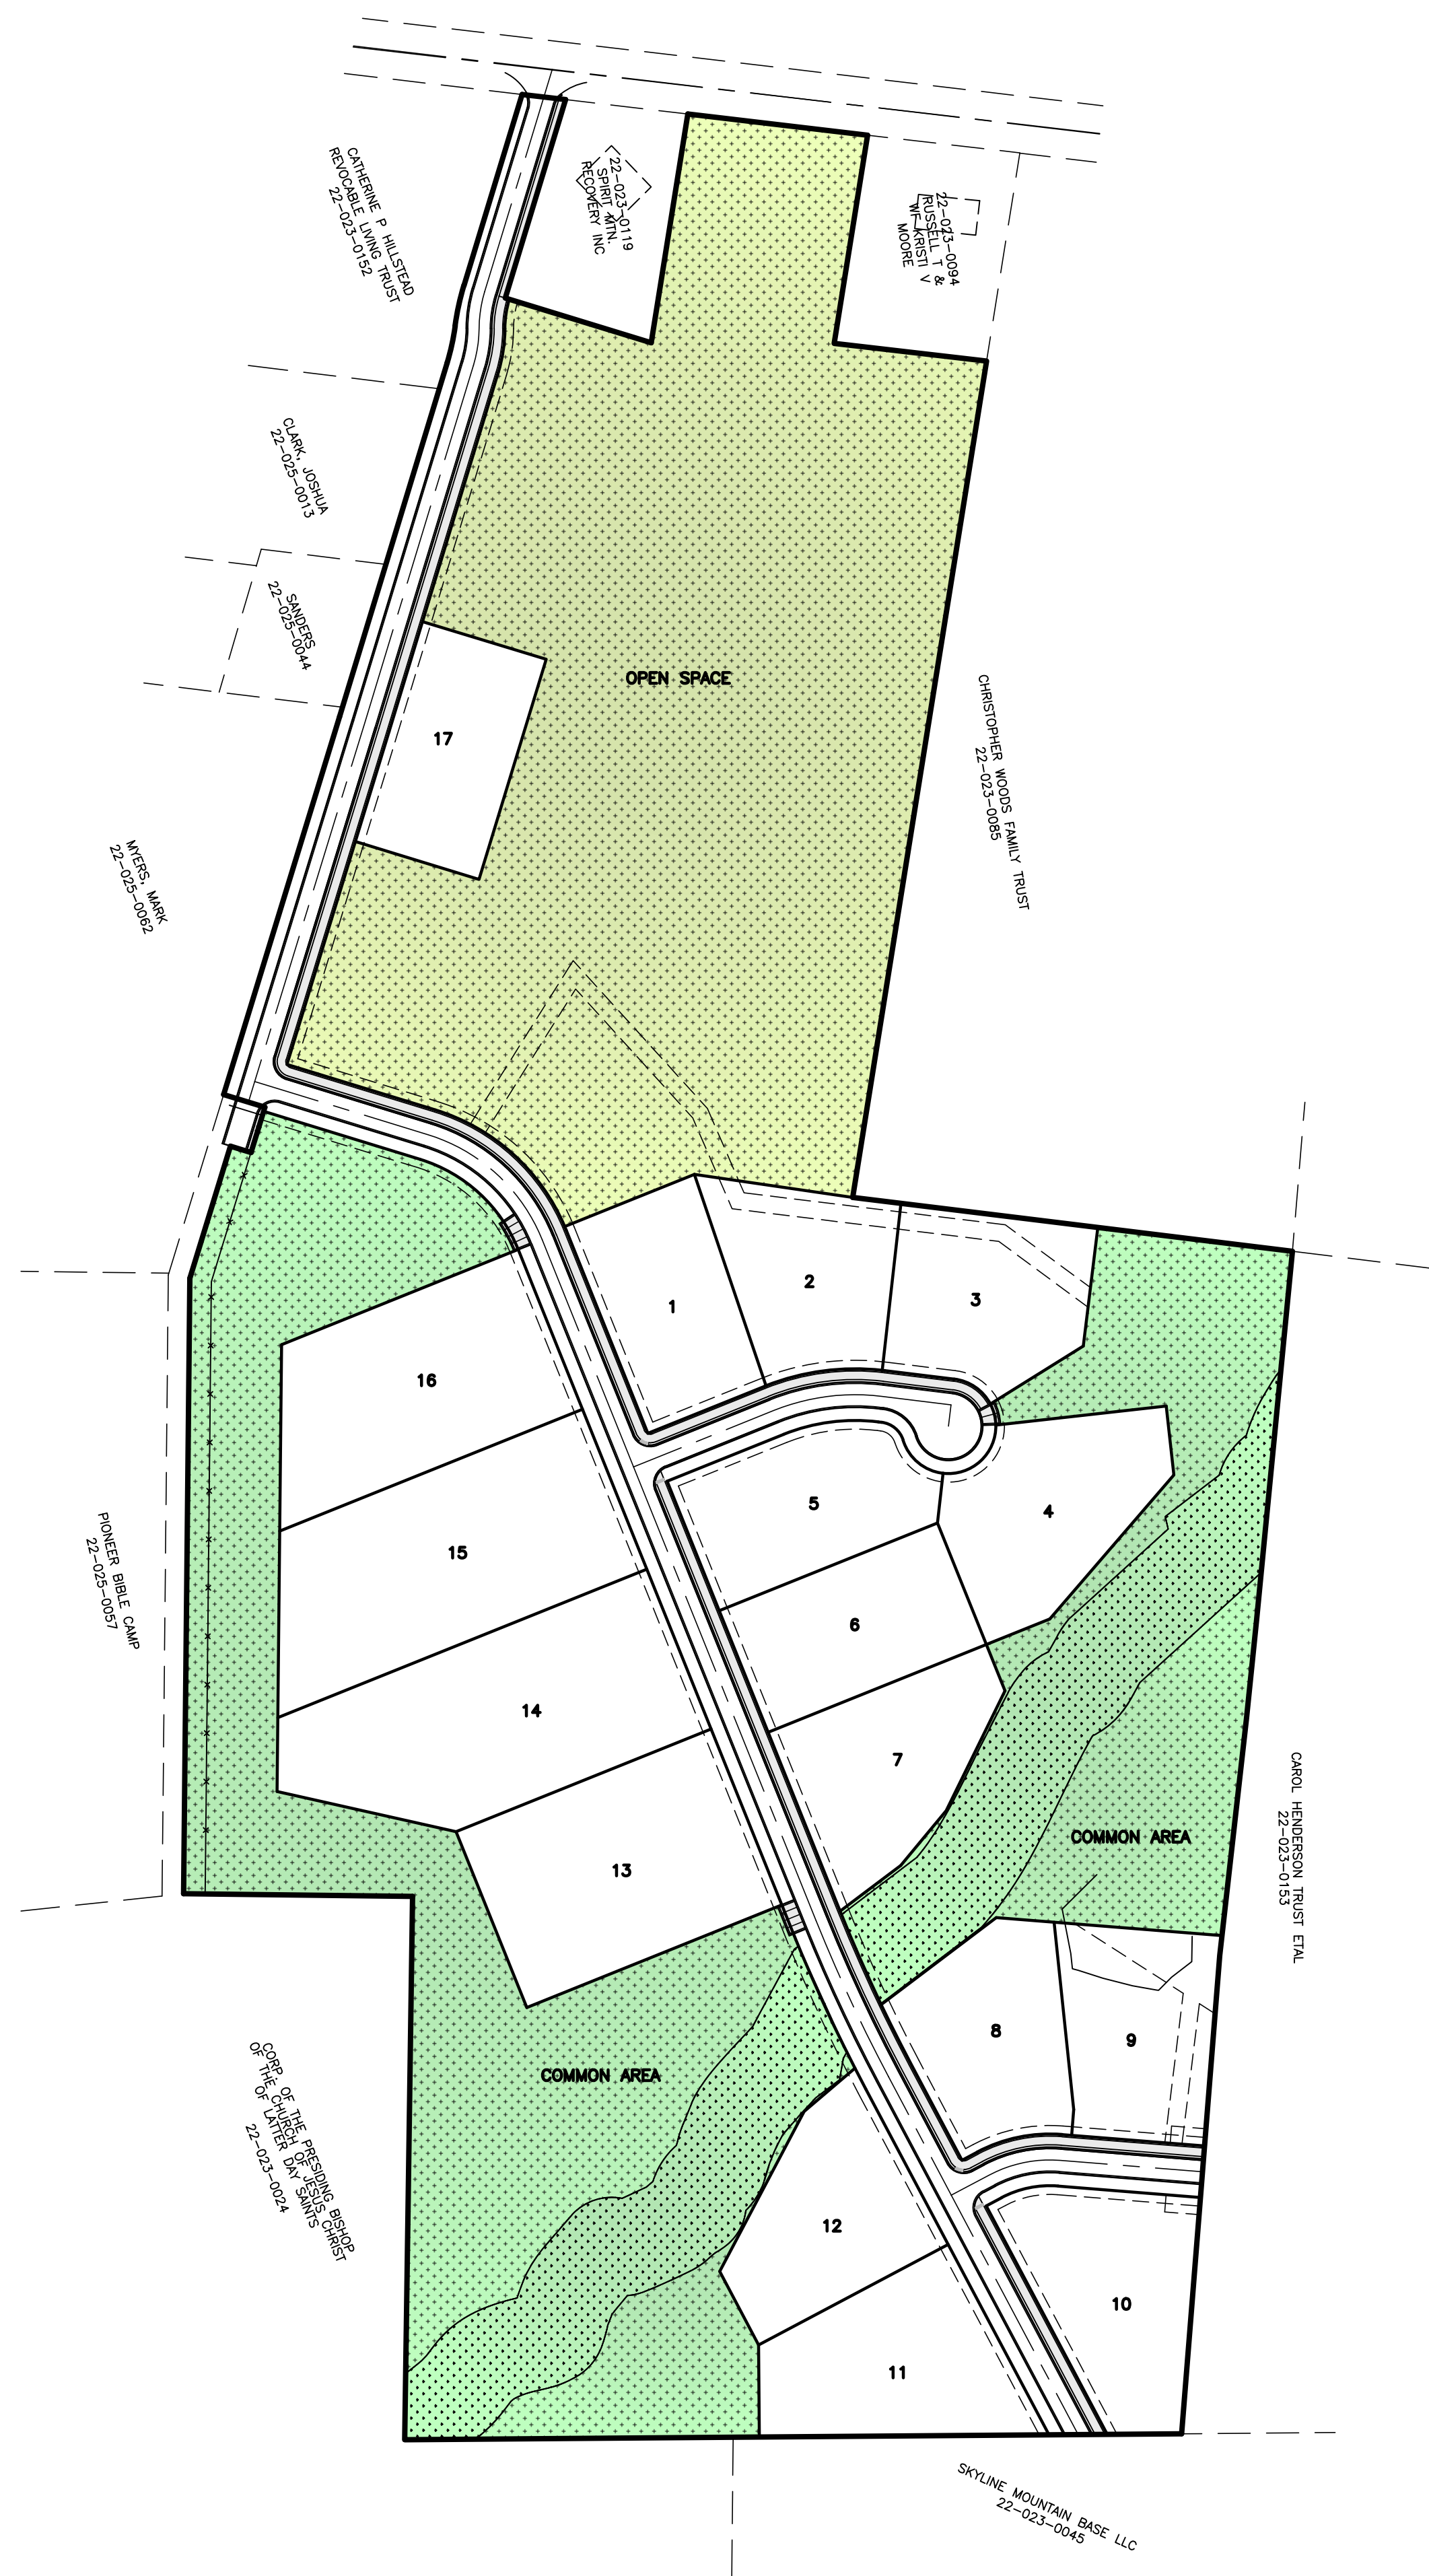 CATHERINE P HILLSTEAD
REVOCABLE LIVING TRUST
22-023-0152
22-023-0119
SPIRIT MTN.
RECOVERY INC
22-023-0094
RUSSELL T &
WF KRISTI V
MOORE
CLARK, JOSHUA
22-025-0013
SANDERS
22-025-0044
OPEN SPACE
17
CHRISTOPHER WOODS FAMILY TRUST
22-023-0085
MYERS, MARK
22-025-0062
1
2
3
16
15
5
4
6
14
7
13
PIONEER BIBLE CAMP
22-025-0057
COMMON AREA
CAROL HENDERSON TRUST ETAL
22-023-0153
8
9
COMMON AREA
CORP. OF THE PRESIDING BISHOP
OF THE CHURCH OF JESUS CHRIST
OF LATTER DAY SAINTS
22-023-0024
12
10
11
SKYLINE MOUNTAIN BASE LLC
22-023-0045